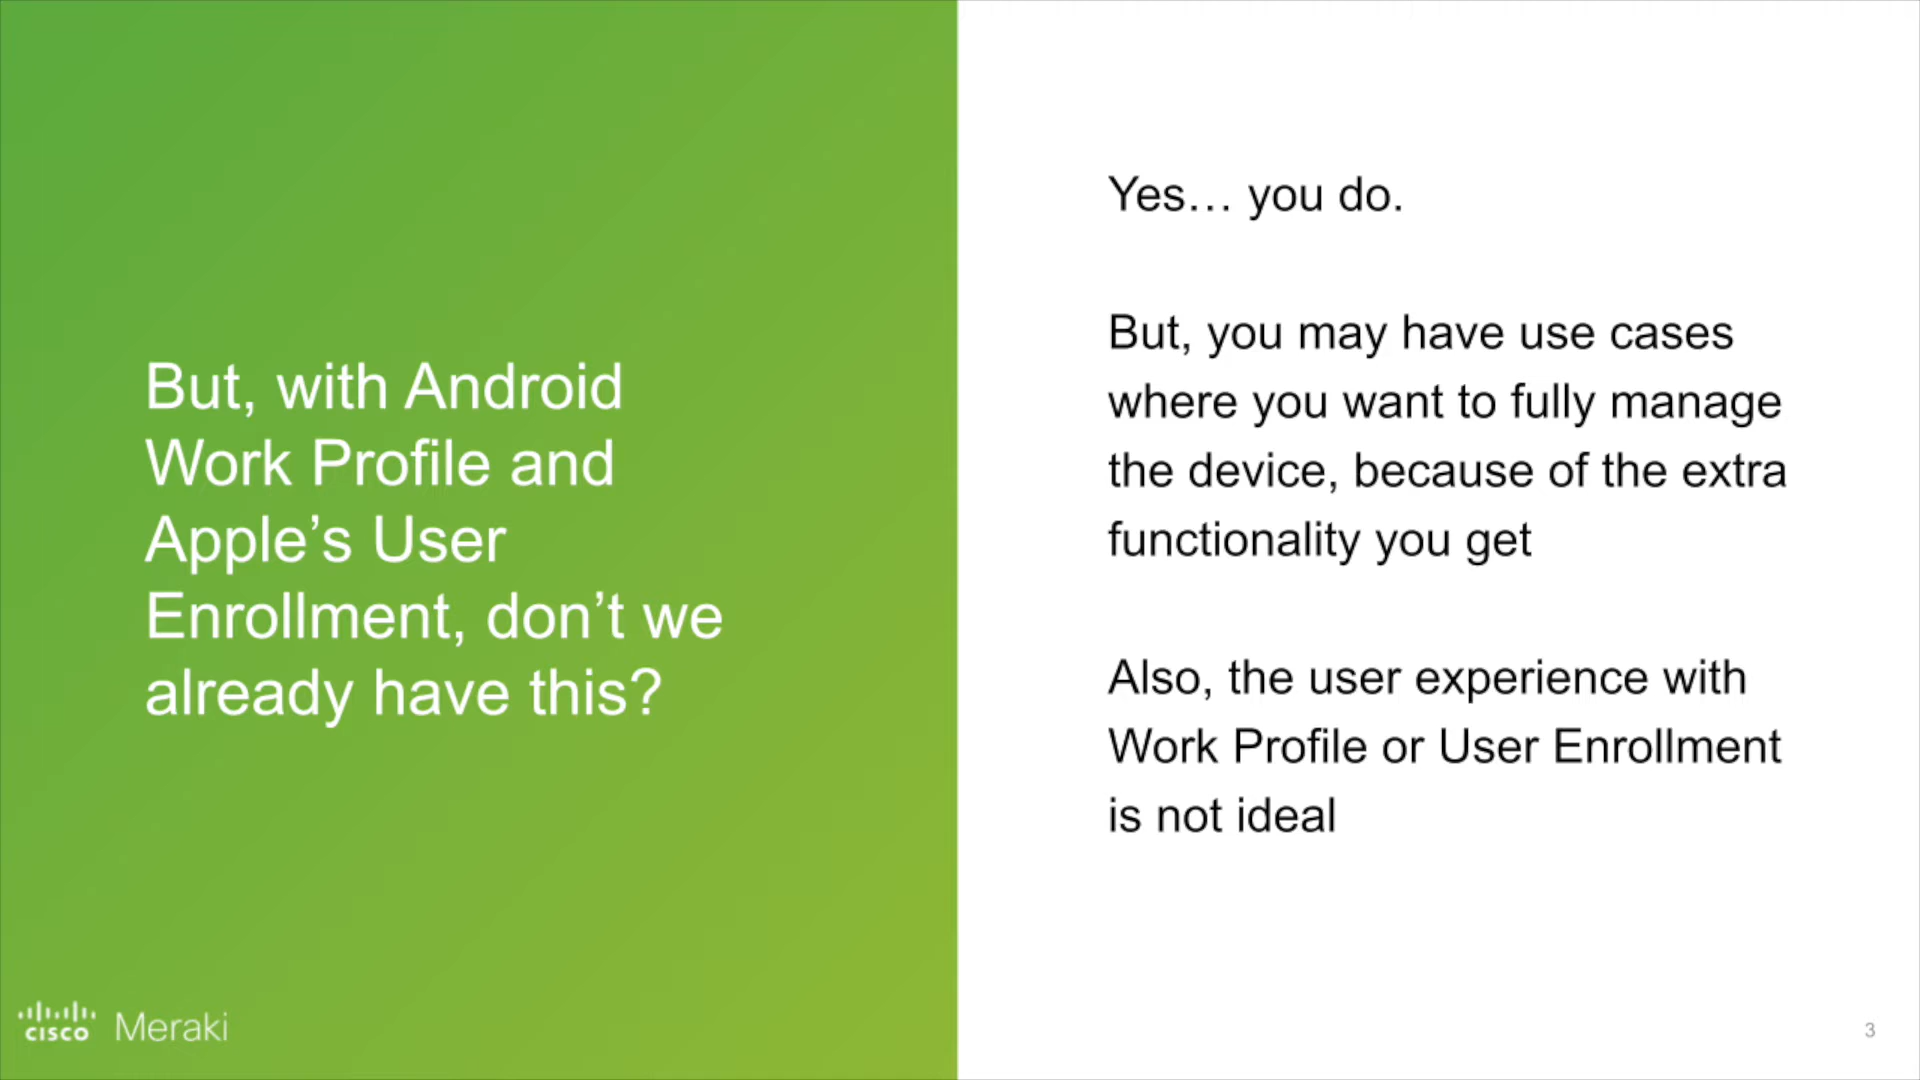 But, with Android
Work Profile and
Apple’s User
Enrollment, don’t we
already have this?
Yes… you do.
But, you may have use cases
where you want to fully manage
the device, because of the extra
functionality you get
Also, the user experience with
Work Profile or User Enrollment
is not ideal
CISCO Meraki
3